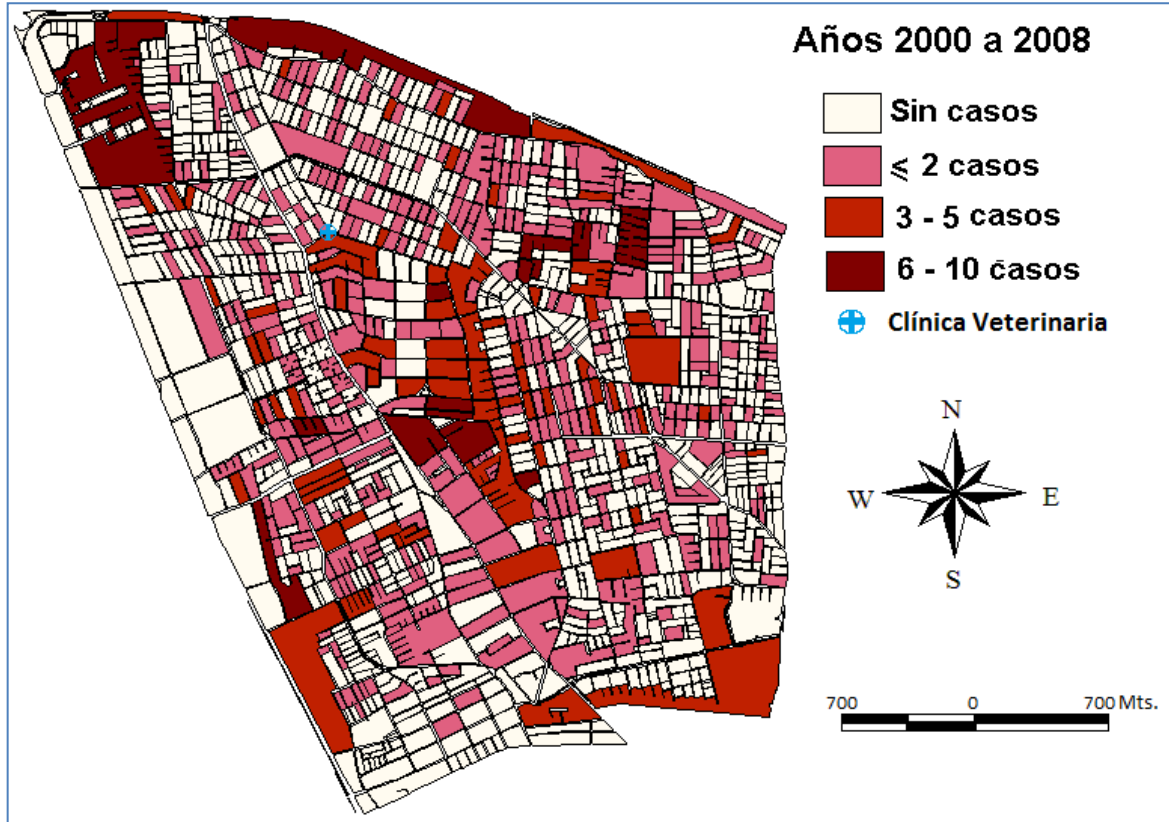 Años 2000 a 2008
Sin casos
⩽ 2 casos
3 - 5 casos
6 - 10 casos
Clínica Veterinaria
N
W E
S
700 0 700 Mts.